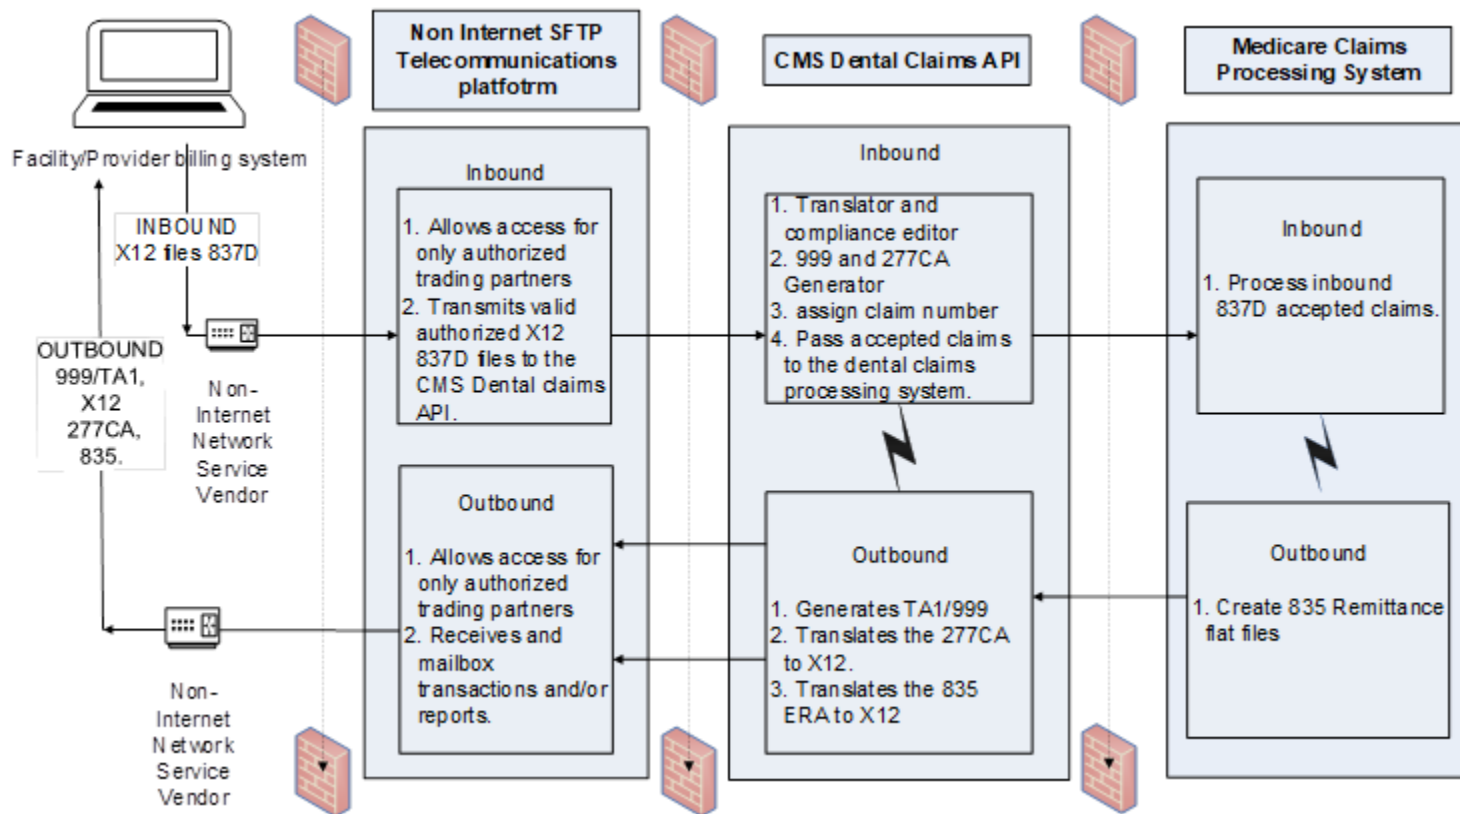 Non Internet SFTP
Telecommunications
platfotrm
CMS Dental Claims API
Medicare Claims
Processing System
Facility/Provider billing system
INBOUND
X12 files 837D
OUTBOUND
999/TA1,
X12
277CA,
835.
Non-
Internet
Network
Service
Vendor
Non-
Internet
Network
Service
Vendor
Inbound
1. Allows access for
only authorized
trading partners
2. Transmits valid
authorized X12
837D files to the
CMS Dental claims
API.
Outbound
1. Allows access for
only authorized
trading partners
2. Receives and
mailbox
transactions and/or
reports.
Inbound
1. Translator and
compliance editor
2. 999 and 277CA
Generator
3. assign claim number
4. Pass accepted claims
to the dental claims
processing system.
Outbound
1. Generates TA1/999
2. Translates the 277CA
to X12.
3. Translates the 835
ERA to X12
Inbound
1. Process inbound
837D accepted claims.
Outbound
1. Create 835 Remittance
flat files